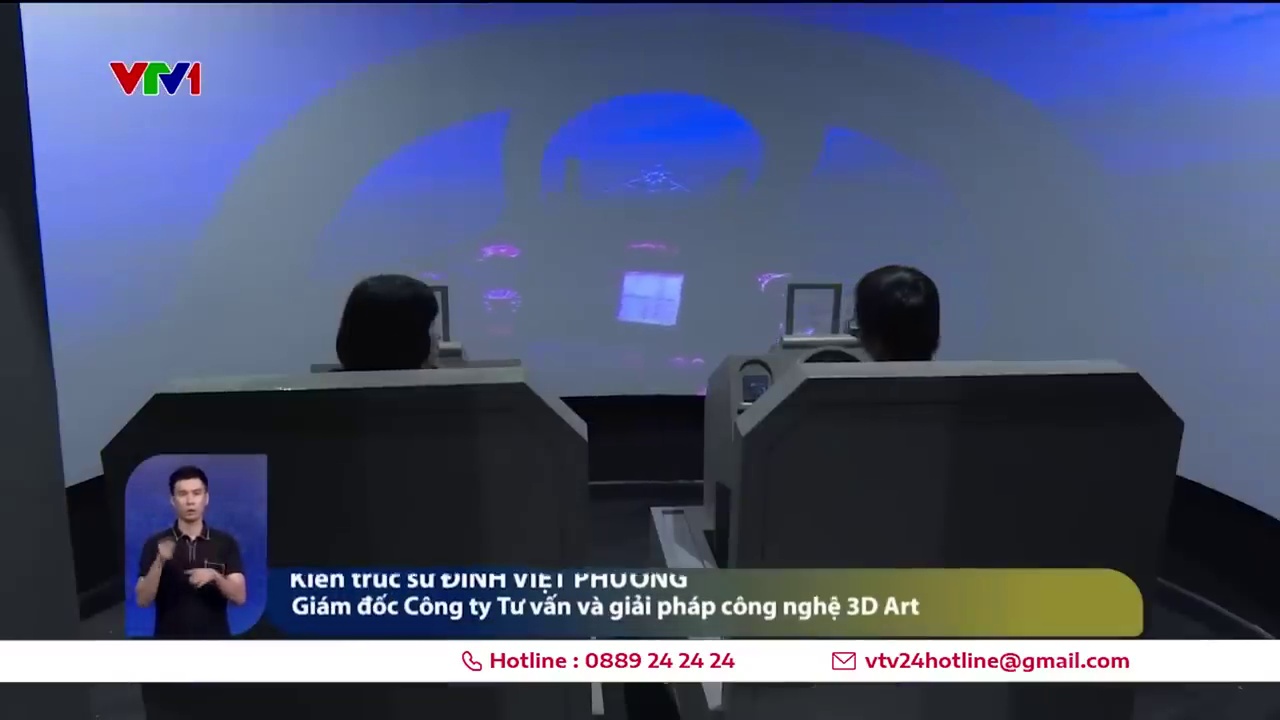 VTV1
Kiến trúc sư ĐINH VIỆT PHƯƠNG
Giám đốc Công ty Tư vấn và giải pháp công nghệ 3D Art
Hotline : 0889 24 24 24
vtv24hotline@gmail.com